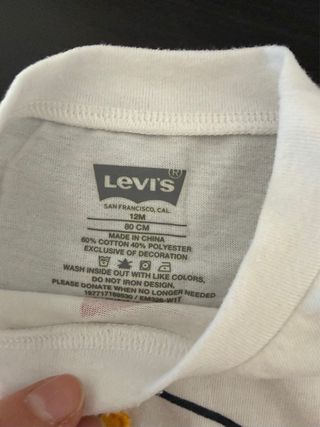 Levi's
®
SAN FRANCISCO, CAL.
12M
80 CM
MADE IN CHINA
60% COTTON 40% POLYESTER
EXCLUSIVE OF DECORATION
WASH INSIDE OUT WITH LIKE COLORS,
DO NOT IRON DESIGN,
PLEASE DONATE WHEN NO LONGER NEEDED